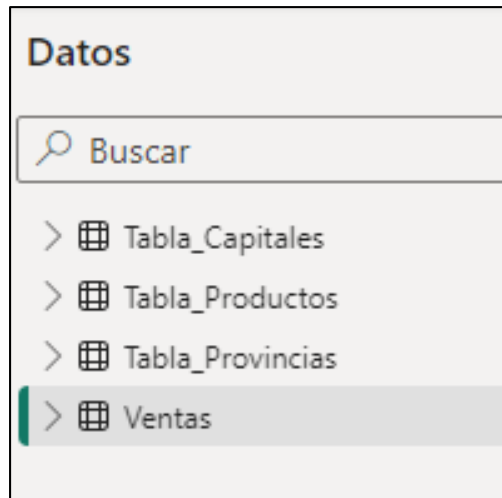 Datos
Buscar
Tabla_Capitales
Tabla_Productos
Tabla_Provincias
Ventas